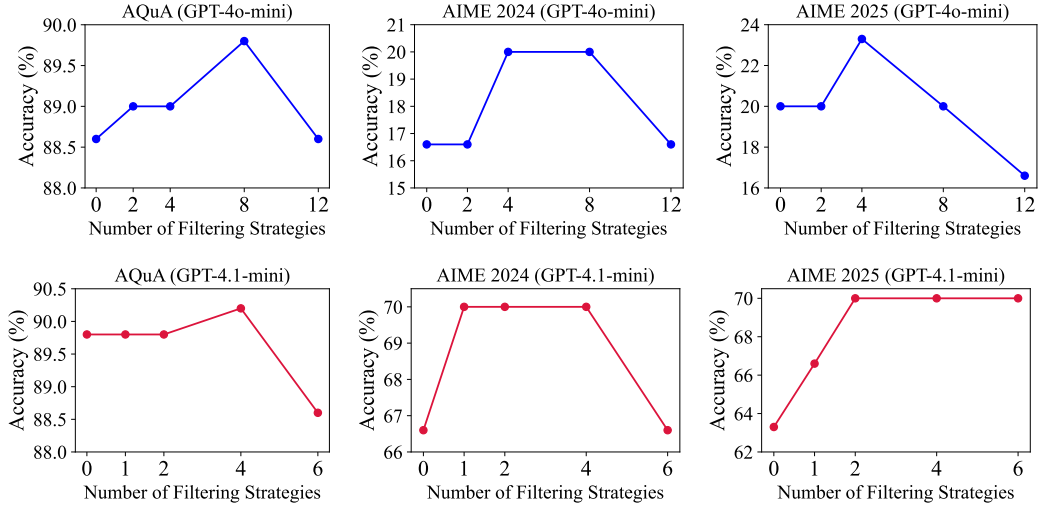 AQuA (GPT-4o-mini)
Accuracy (%)
90.0
89.5
89.0
88.5
88.0
0 2 4 8 12
Number of Filtering Strategies
AIME 2024 (GPT-4o-mini)
Accuracy (%)
21
20
19
18
17
16
15
0 2 4 8 12
Number of Filtering Strategies
AIME 2025 (GPT-4o-mini)
Accuracy (%)
24
22
20
18
16
0 2 4 8 12
Number of Filtering Strategies
AQuA (GPT-4.1-mini)
Accuracy (%)
90.5
90.0
89.5
89.0
88.5
88.0
0 1 2 4 6
Number of Filtering Strategies
AIME 2024 (GPT-4.1-mini)
Accuracy (%)
70
69
68
67
66
0 1 2 4 6
Number of Filtering Strategies
AIME 2025 (GPT-4.1-mini)
Accuracy (%)
70
68
66
64
62
0 1 2 4 6
Number of Filtering Strategies